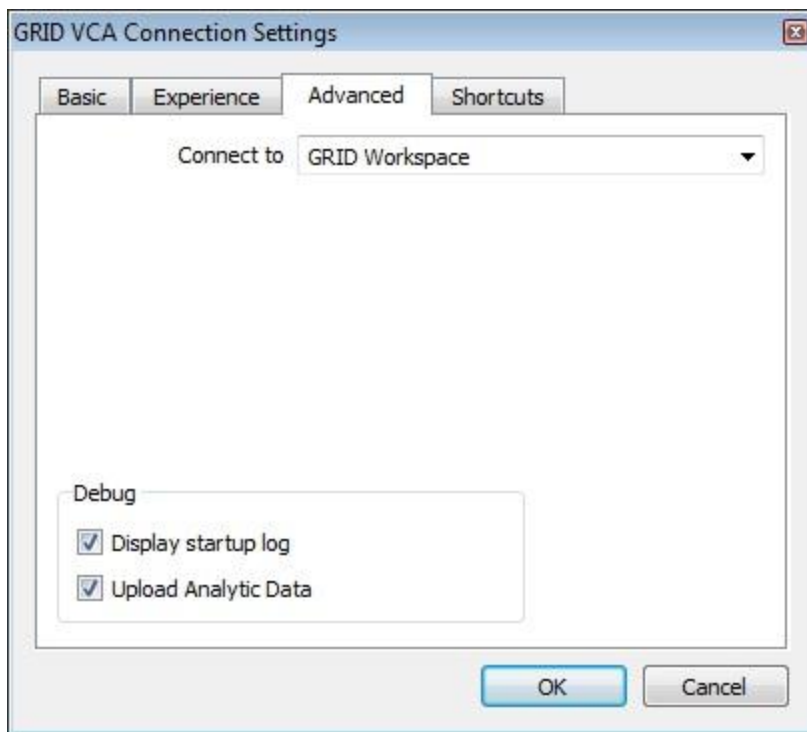 GRID VCA Connection Settings
Basic Experience Advanced Shortcuts
Connect to GRID Workspace
Debug
Display startup log
Upload Analytic Data
OK Cancel